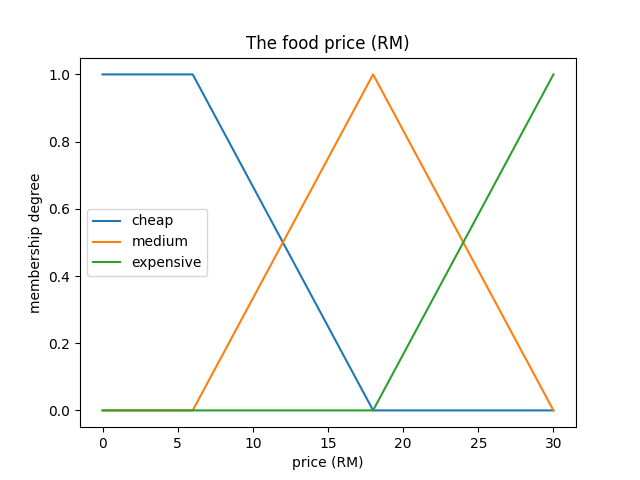 The food price (RM)
1.0
0.8
0.6
0.4
0.2
0.0
membership degree
cheap
medium
expensive
0 5 10 15 20 25 30
price (RM)